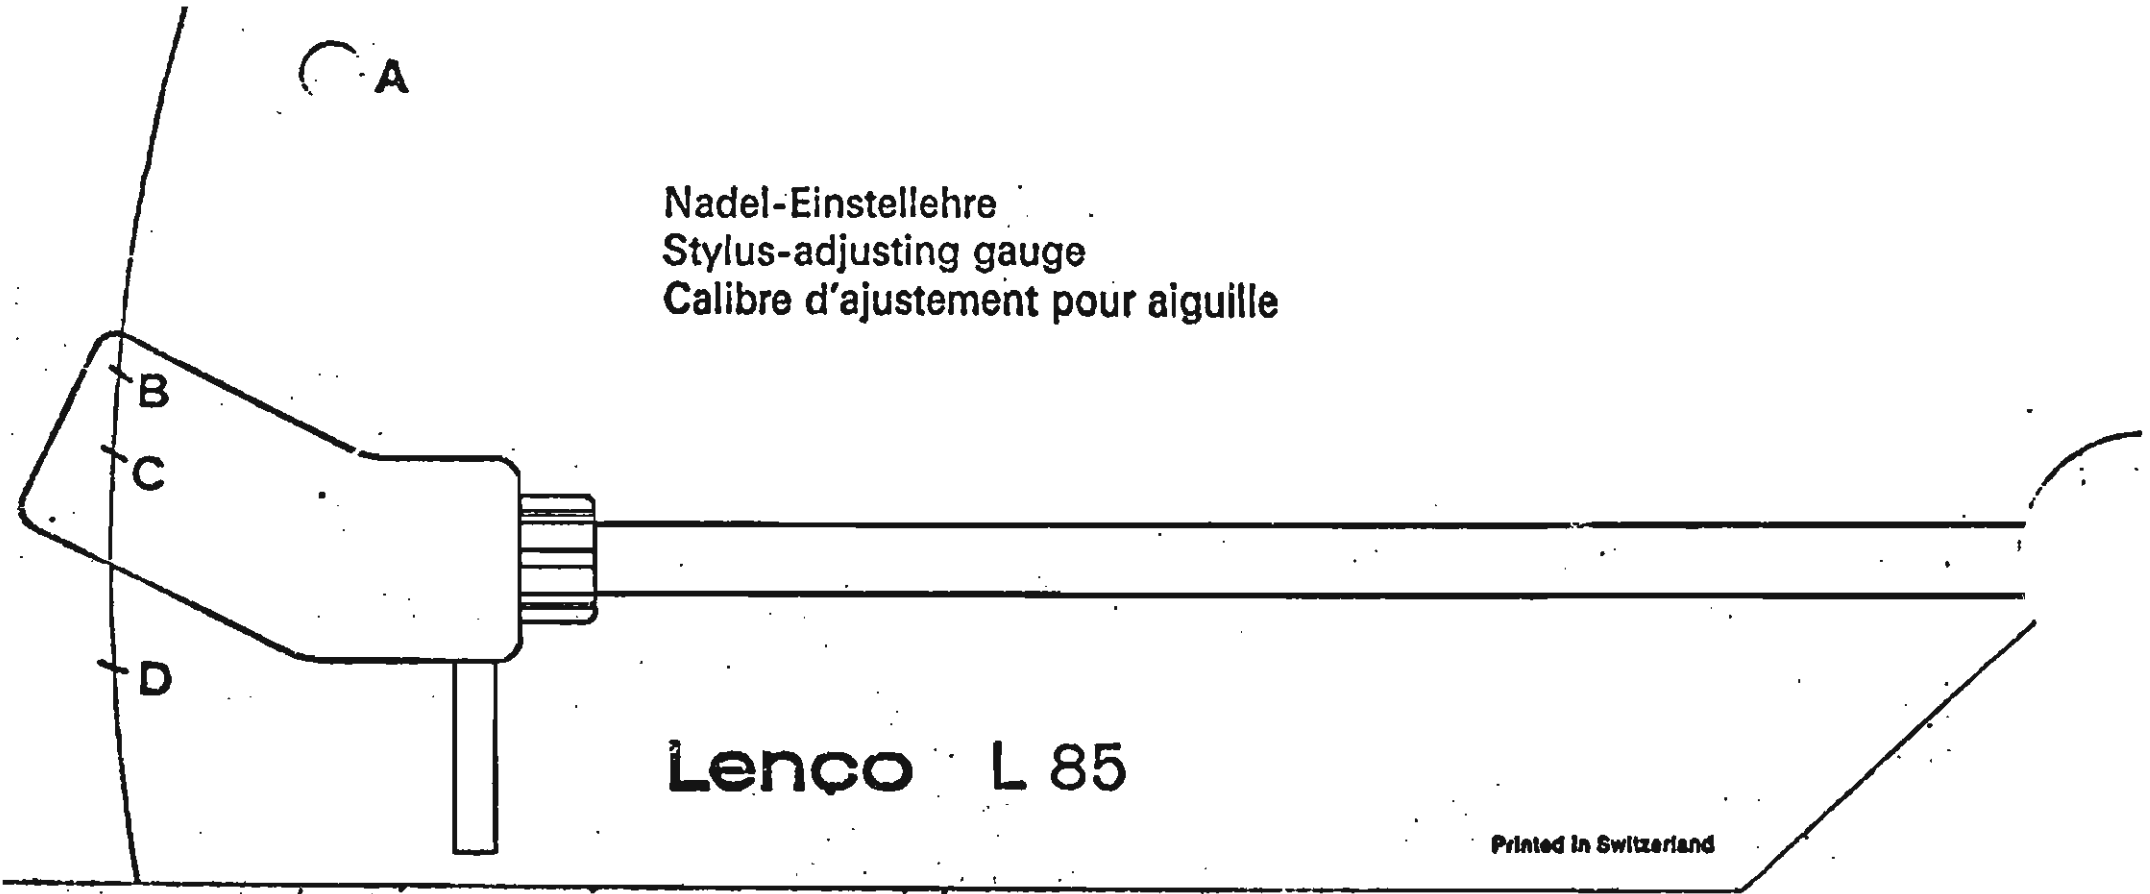 A
Nadel-Einstellehre
Stylus-adjusting gauge
Calibre d'ajustement pour aiguille
B
C
D
Lenco L 85
Printed in Switzerland